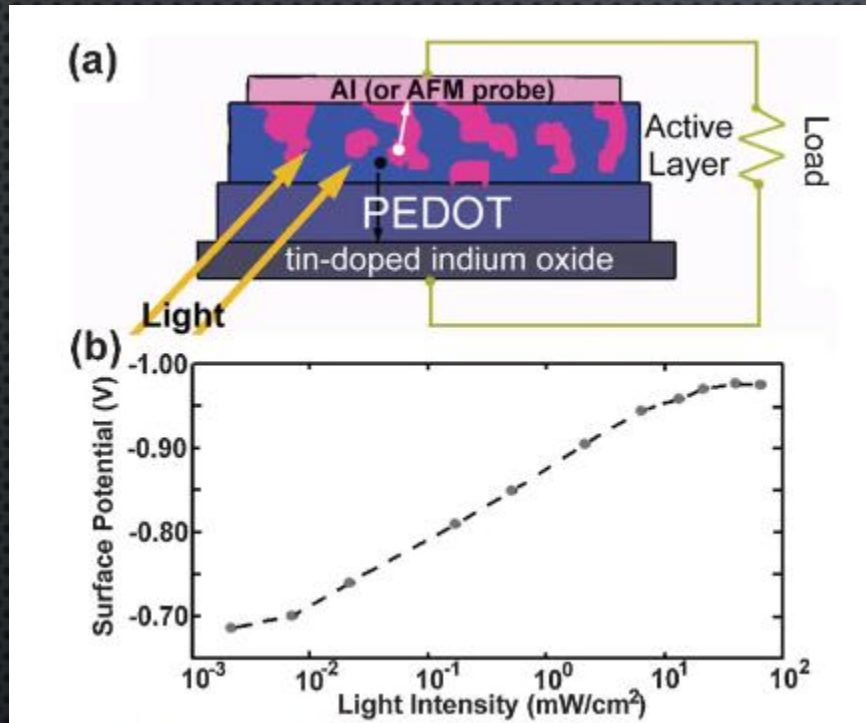 (a)
Al (or AFM probe)
Active
Layer
Load
PEDOT
tin-doped indium oxide
Light
(b)
Surface Potential (V)
-1.00
-0.90
-0.80
-0.70
10⁻³ 10⁻² 10⁻¹ 10⁰ 10¹ 10²
Light Intensity (mW/cm²)